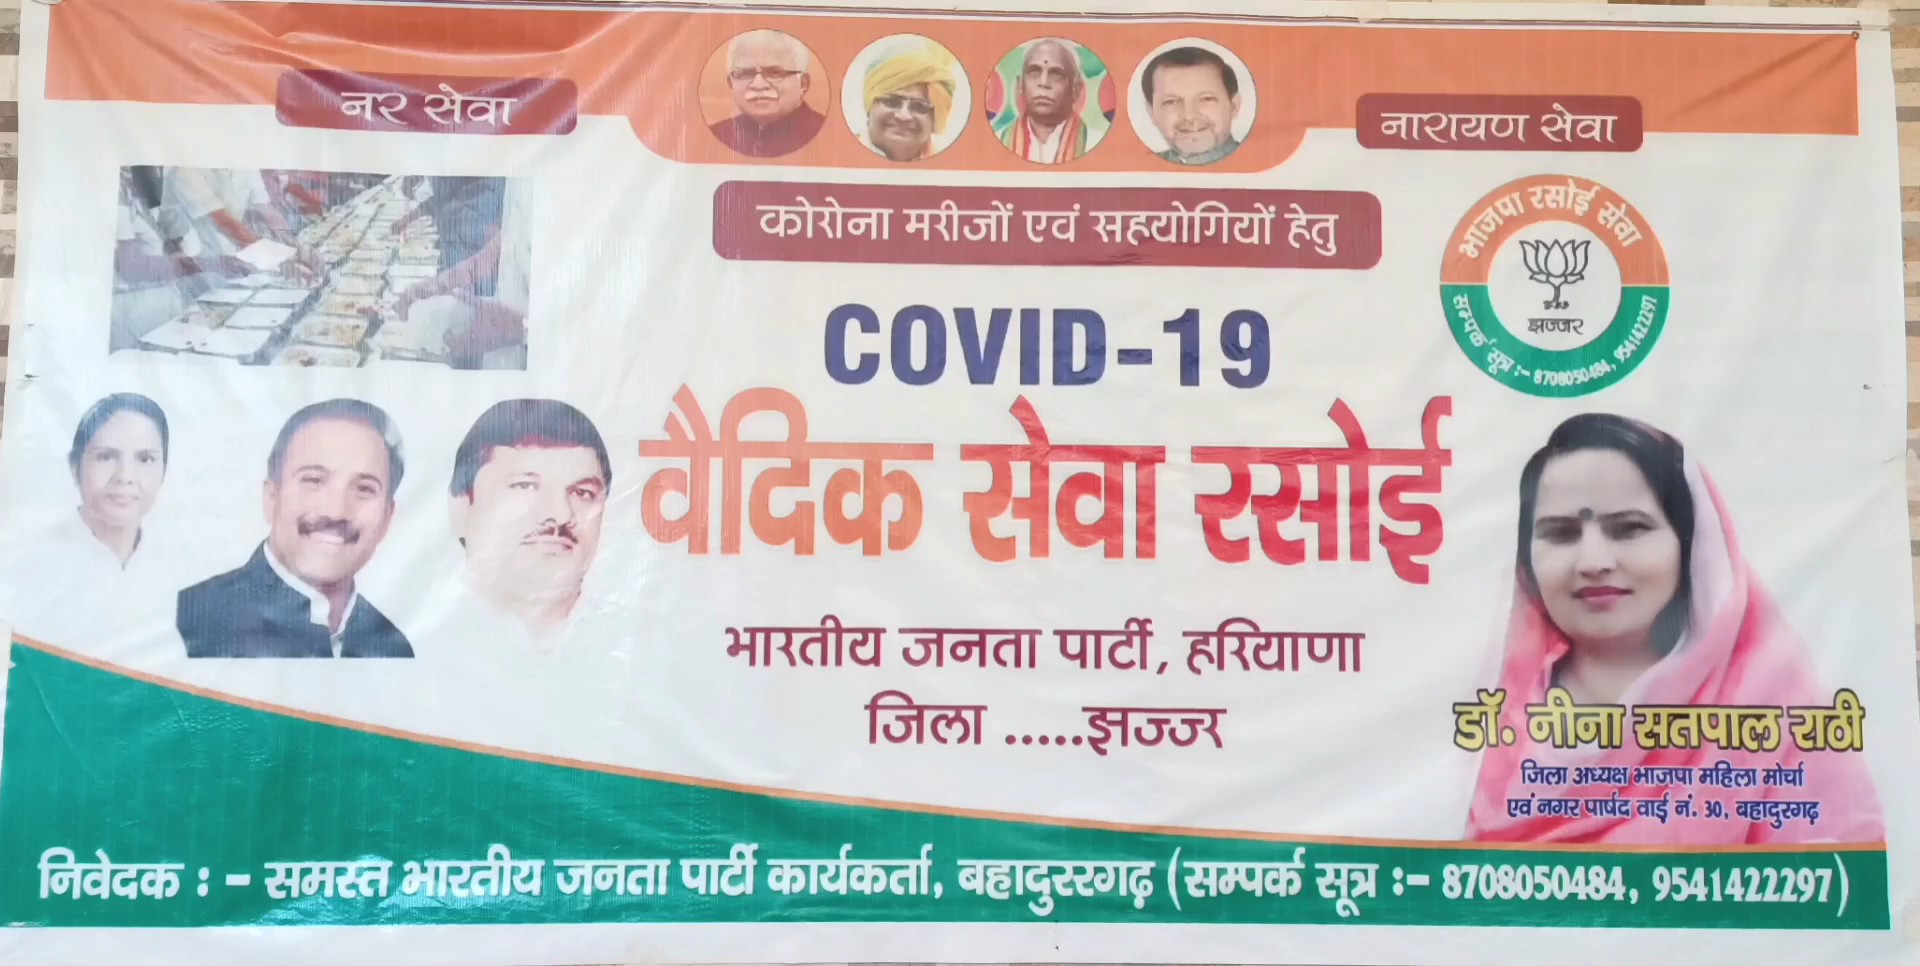 नर सेवा
नारायण सेवा
कोरोना मरीजों एवं सहयोगियों हेतु
भाजपा रसोई सेवा
झज्जर
सम्पर्क सूत्र :- 8708050484, 9541422297
COVID-19
वैदिक सेवा रसोई
भारतीय जनता पार्टी, हरियाणा
जिला .....झज्जर
डॉ. नीना सतपाल राठी
जिला अध्यक्ष भाजपा महिला मोर्चा
एवं नगर पार्षद वार्ड नं. 30, बहादुरगढ़
निवेदक : - समस्त भारतीय जनता पार्टी कार्यकर्ता, बहादुररगढ़ (सम्पर्क सूत्र :- 8708050484, 9541422297)